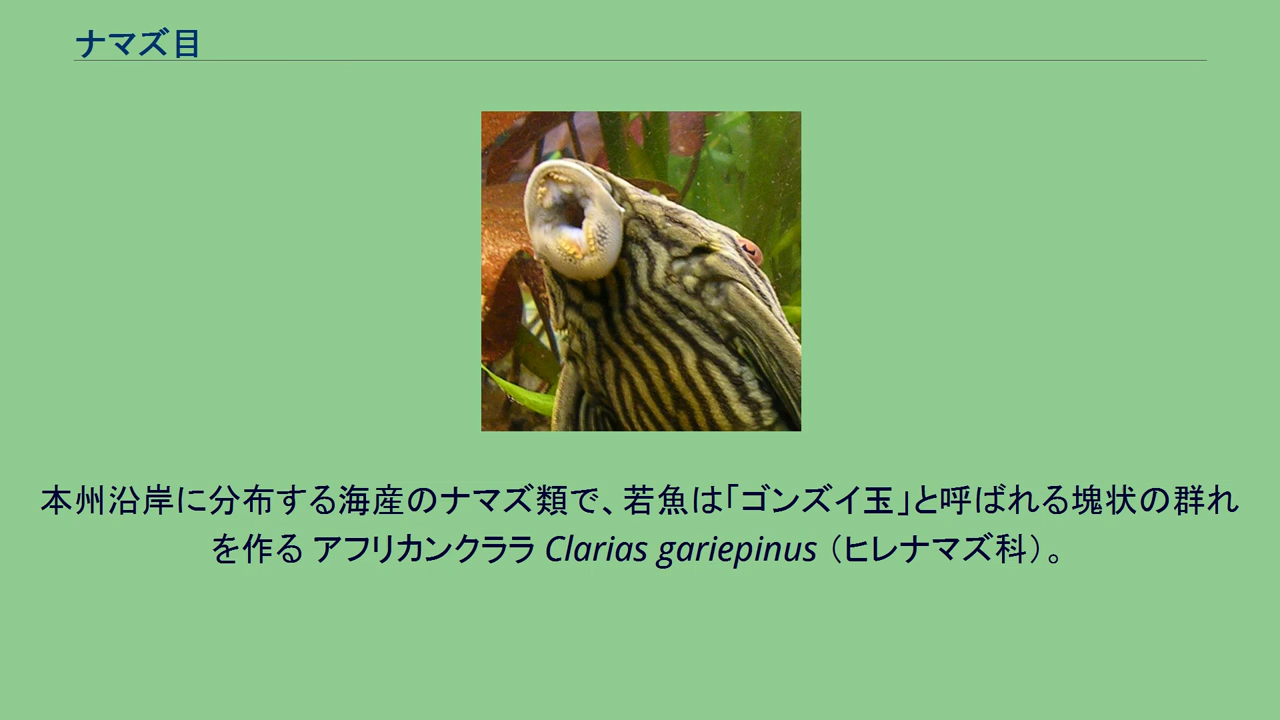 ナマズ目
本州沿岸に分布する海産のナマズ類で、若魚は「ゴンズイ玉」と呼ばれる塊状の群れ
を作る アフリカンクララ Clarias gariepinus （ヒレナマズ科）。